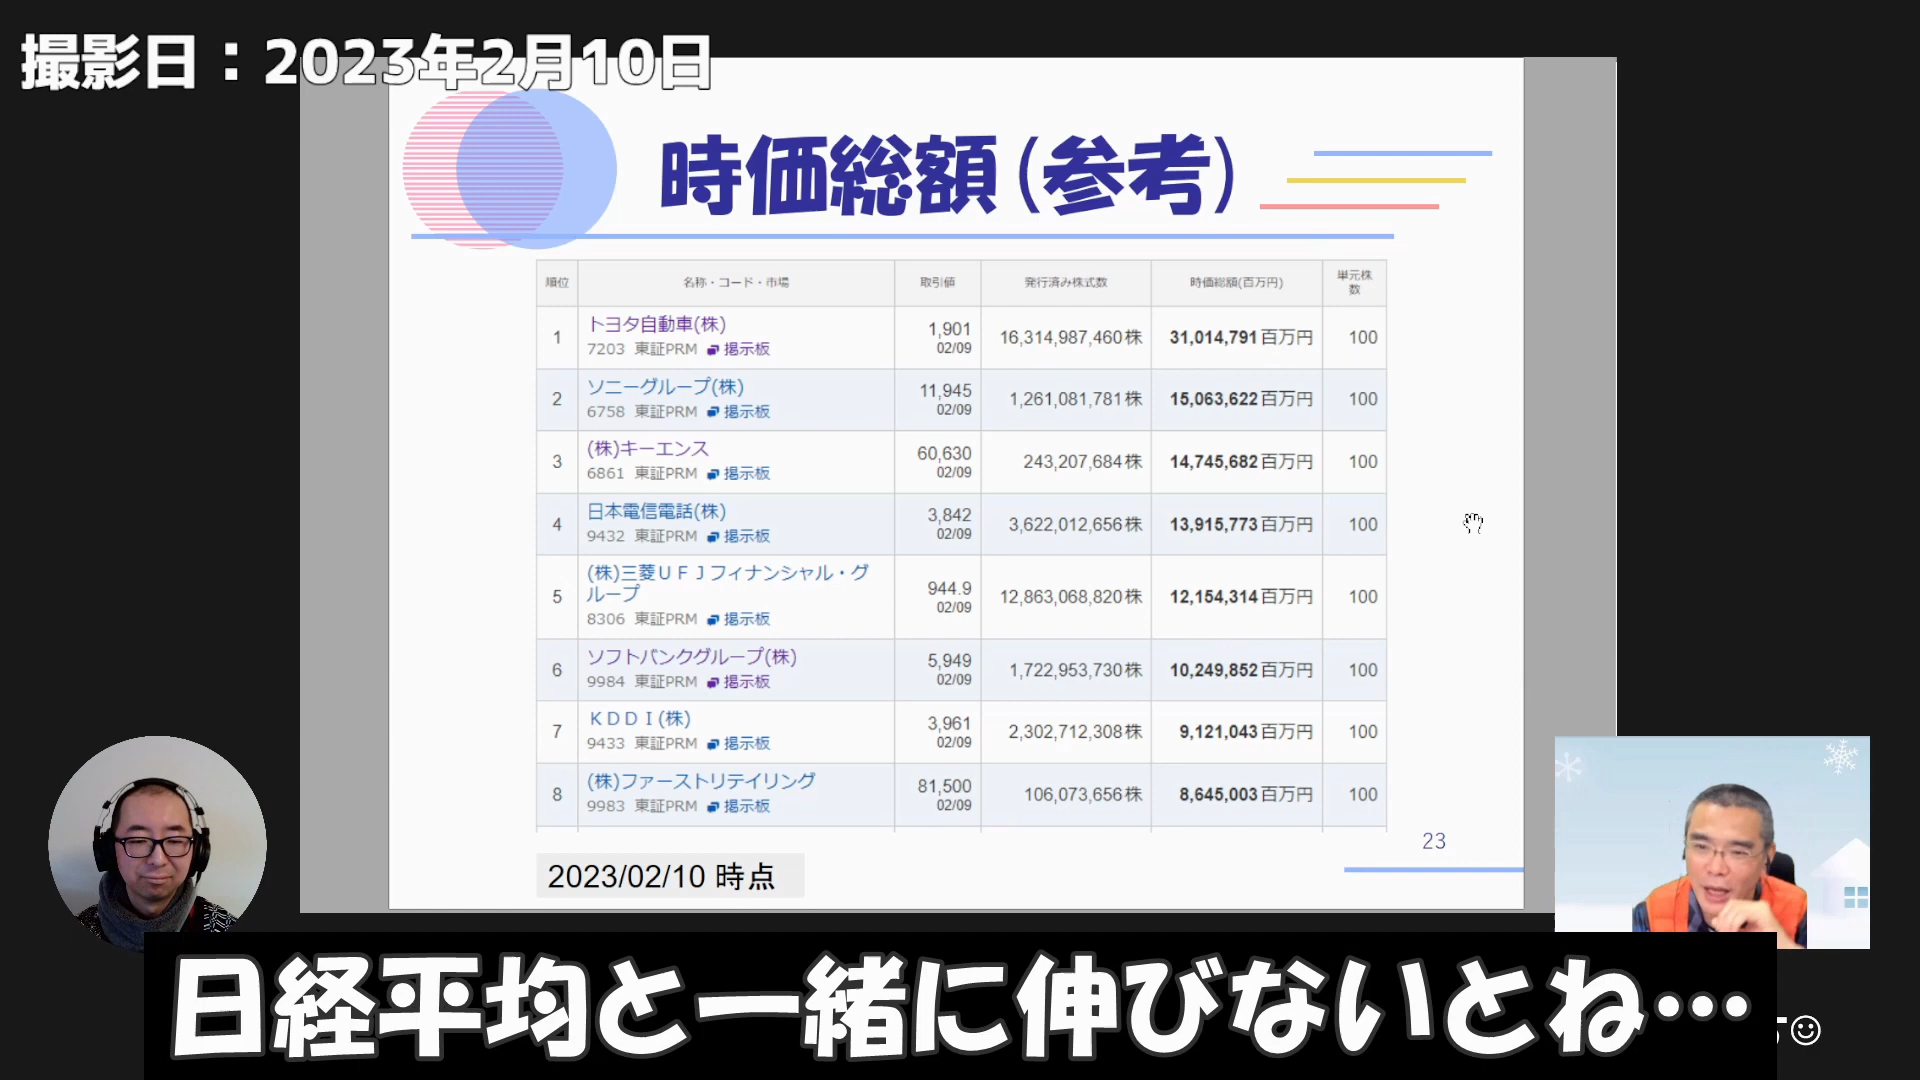 撮影日：2023年2月10日
時価総額(参考)
順位 名称・コード・市場 取引値 発行済み株式数 時価総額(百万円) 単元株数
1 トヨタ自動車(株) 7203 東証PRM 掲示板 1,901 02/09 16,314,987,460株 31,014,791百万円 100
2 ソニーグループ(株) 6758 東証PRM 掲示板 11,945 02/09 1,261,081,781株 15,063,622百万円 100
3 (株)キーエンス 6861 東証PRM 掲示板 60,630 02/09 243,207,684株 14,745,682百万円 100
4 日本電信電話(株) 9432 東証PRM 掲示板 3,842 02/09 3,622,012,656株 13,915,773百万円 100
5 (株)三菱ＵＦＪフィナンシャル・グループ 8306 東証PRM 掲示板 944.9 02/09 12,863,068,820株 12,154,314百万円 100
6 ソフトバンクグループ(株) 9984 東証PRM 掲示板 5,949 02/09 1,722,953,730株 10,249,852百万円 100
7 ＫＤＤＩ(株) 9433 東証PRM 掲示板 3,961 02/09 2,302,712,308株 9,121,043百万円 100
8 (株)ファーストリテイリング 9983 東証PRM 掲示板 81,500 02/09 106,073,656株 8,645,003百万円 100
23
2023/02/10 時点
日経平均と一緒に伸びないとね…